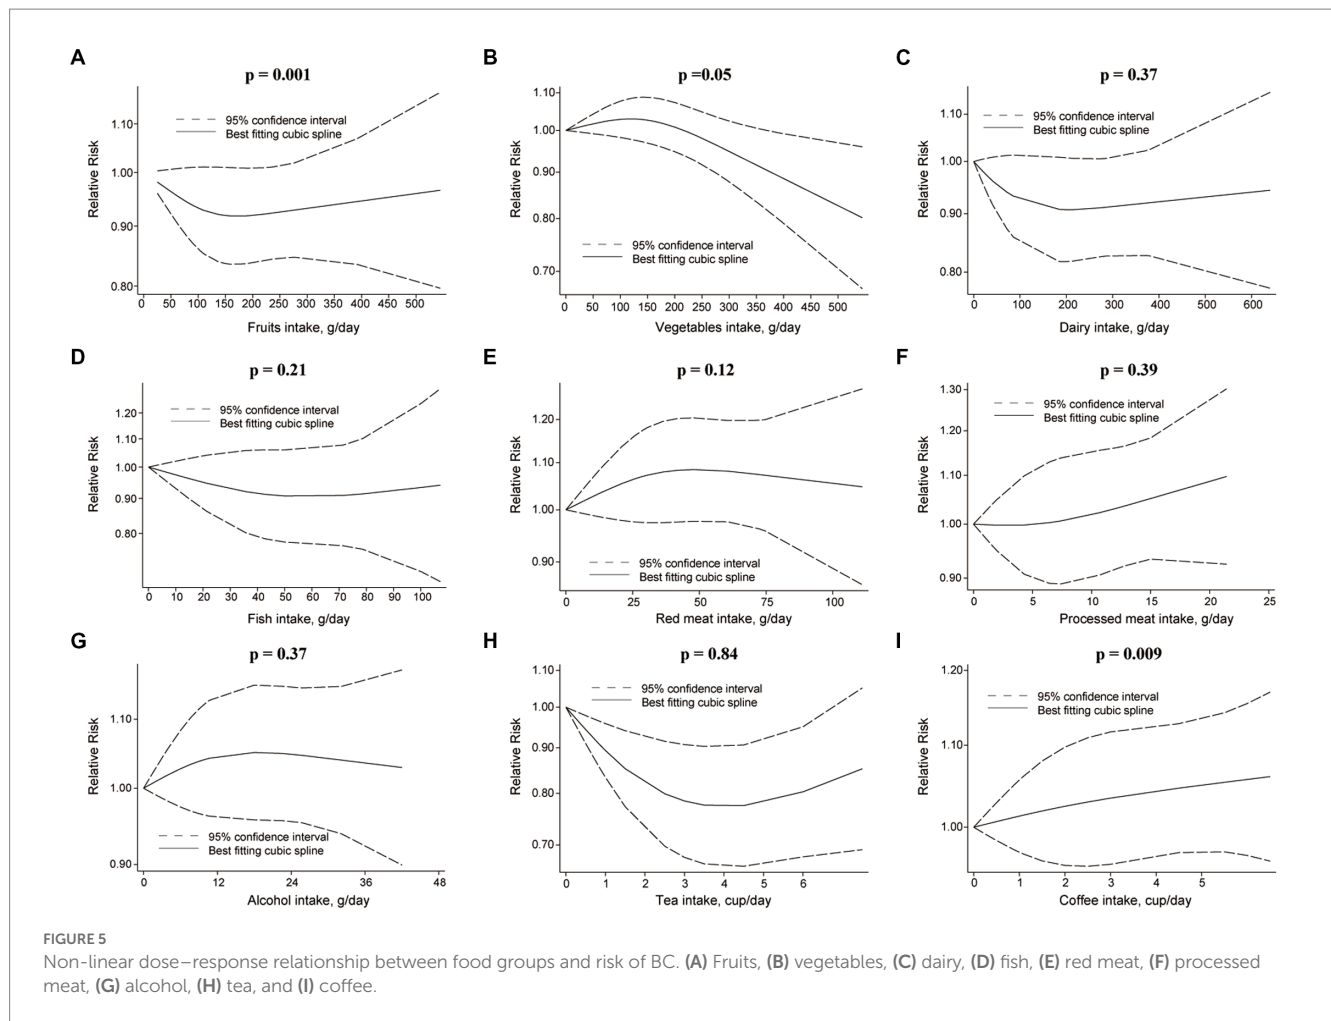 A
p = 0.001
95% confidence interval
Best fitting cubic spline
Relative Risk
1.10
1.00
0.90
0.80
0 50 100 150 200 250 300 350 400 450 500
Fruits intake, g/day
B
p =0.05
1.10
1.00
0.90
0.80
0.70
Relative Risk
95% confidence interval
Best fitting cubic spline
0 50 100 150 200 250 300 350 400 450 500
Vegetables intake, g/day
C
p = 0.37
95% confidence interval
Best fitting cubic spline
Relative Risk
1.10
1.00
0.90
0.80
0 100 200 300 400 500 600
Dairy intake, g/day
D
p = 0.21
95% confidence interval
Best fitting cubic spline
Relative Risk
1.20
1.10
1.00
0.90
0.80
0 10 20 30 40 50 60 70 80 90 100
Fish intake, g/day
E
p = 0.12
Relative Risk
1.20
1.10
1.00
0.90
95% confidence interval
Best fitting cubic spline
0 25 50 75 100
Red meat intake, g/day
F
p = 0.39
95% confidence interval
Best fitting cubic spline
Relative Risk
1.30
1.20
1.10
1.00
0.90
0 5 10 15 20 25
Processed meat intake, g/day
G
p = 0.37
Relative Risk
1.10
1.00
0.90
95% confidence interval
Best fitting cubic spline
0 12 24 36 48
Alcohol intake, g/day
H
p = 0.84
95% confidence interval
Best fitting cubic spline
Relative Risk
1.10
1.00
0.90
0.80
0.70
0 1 2 3 4 5 6
Tea intake, cup/day
I
p = 0.009
95% confidence interval
Best fitting cubic spline
Relative Risk
1.20
1.10
1.00
0 1 2 3 4 5
Coffee intake, cup/day
FIGURE 5
Non-linear dose–response relationship between food groups and risk of BC. (A) Fruits, (B) vegetables, (C) dairy, (D) fish, (E) red meat, (F) processed
meat, (G) alcohol, (H) tea, and (I) coffee.